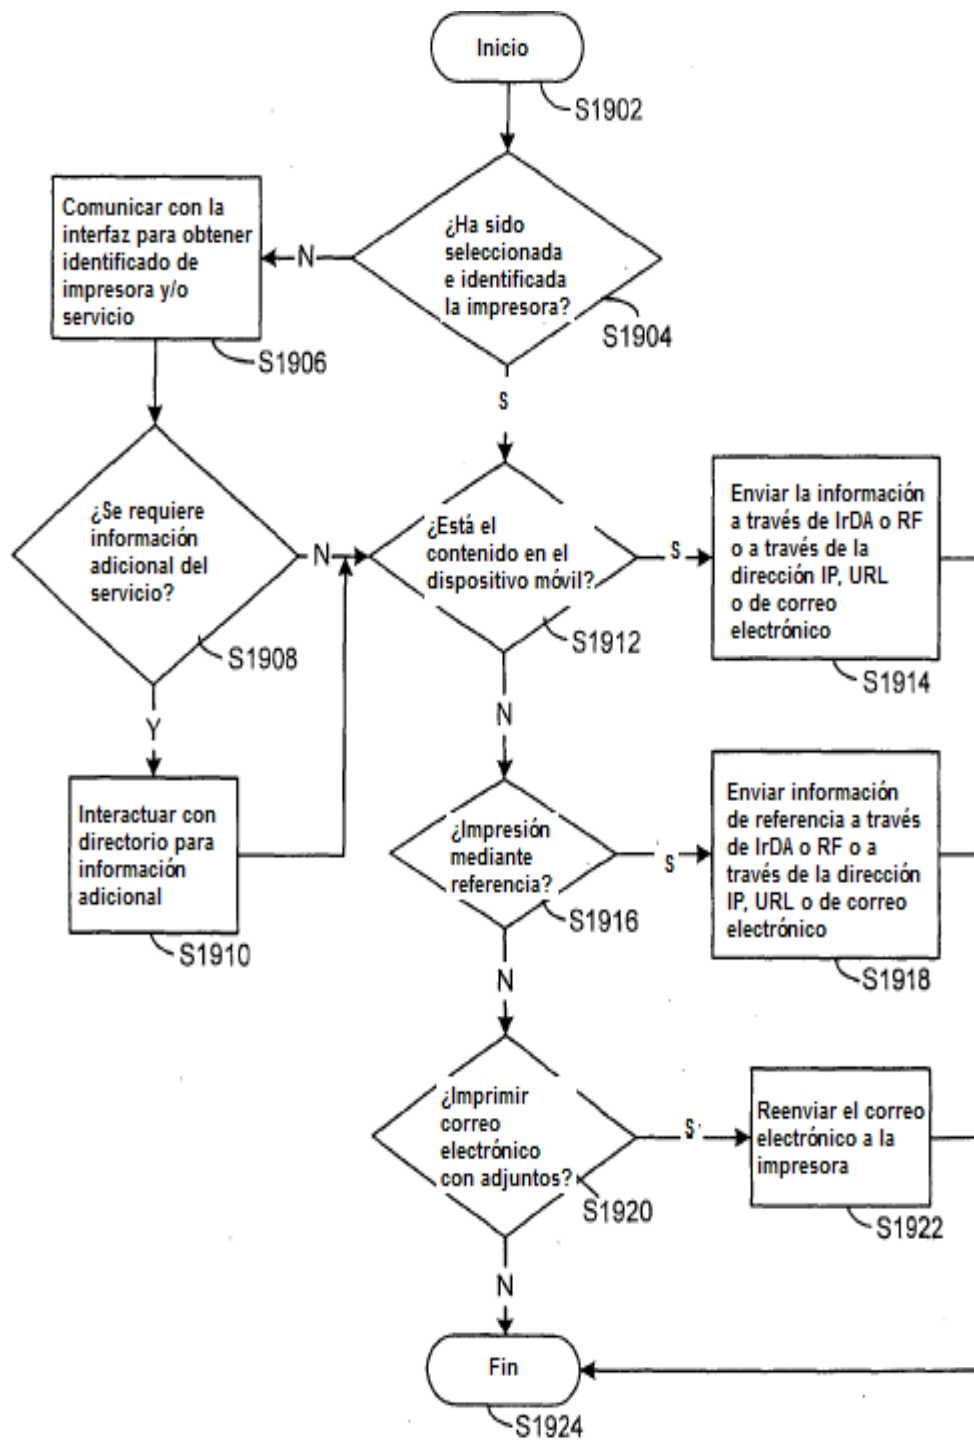 Inicio
S1902
¿Ha sido
seleccionada
e identificada
la impresora?
S1904
N
Comunicar con la
interfaz para obtener
identificado de
impresora y/o
servicio
S1906
S
¿Se requiere
información
adicional del
servicio?
S1908
N
Y
Interactuar con
directorio para
información
adicional
S1910
¿Está el
contenido en el
dispositivo móvil?
S1912
S
Enviar la información
a través de IrDA o RF
o a través de la
dirección IP, URL
o de correo
electrónico
S1914
N
¿Impresión
mediante
referencia?
S1916
S
Enviar información
de referencia a través
de IrDA o RF o a
través de la dirección
IP, URL o de correo
electrónico
S1918
N
¿Imprimir
correo
electrónico
con adjuntos?
S1920
S
Reenviar el correo
electrónico a la
impresora
S1922
N
Fin
S1924